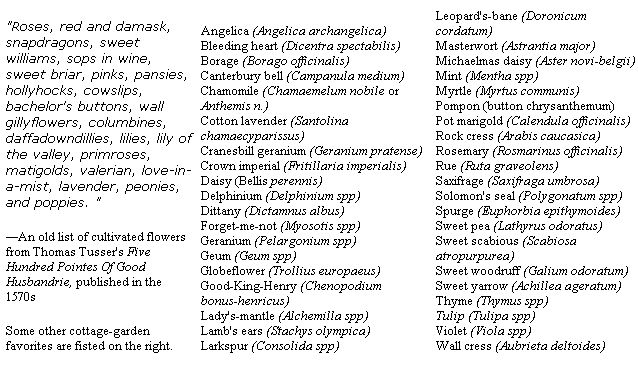 "Roses, red and damask,
snapdragons, sweet
williams, sops in wine,
sweet briar, pinks, pansies,
hollyhocks, cowslips,
bachelor's buttons, wall
gillyflowers, columbines,
daffadowndillies, lilies, lily of
the valley, primroses,
matigolds, valerian, love-in-
a-mist, lavender, peonies,
and poppies. "
—An old list of cultivated flowers
from Thomas Tusser's Five
Hundred Pointes Of Good
Husbandrie, published in the
1570s
Some other cottage-garden
favorites are fisted on the right.
Angelica (Angelica archangelica)
Bleeding heart (Dicentra spectabilis)
Borage (Borago officinalis)
Canterbury bell (Campanula medium)
Chamomile (Chamaemelum nobile or
Anthemis n.)
Cotton lavender (Santolina
chamaecyparissus)
Cranesbill geranium (Geranium pratense)
Crown imperial (Fritillaria imperialis)
Daisy (Bellis perennis)
Delphinium (Delphinium spp)
Dittany (Dictamnus albus)
Forget-me-not (Myosotis spp)
Geranium (Pelargonium spp)
Geum (Geum spp)
Globeflower (Trollius europaeus)
Good-King-Henry (Chenopodium
bonus-henricus)
Lady's-mantle (Alchemilla spp)
Lamb's ears (Stachys olympica)
Larkspur (Consolida spp)
Leopard's-bane (Doronicum
cordatum)
Masterwort (Astrantia major)
Michaelmas daisy (Aster novi-belgii)
Mint (Mentha spp)
Myrtle (Myrtus communis)
Pompon (button chrysanthemum)
Pot marigold (Calendula officinalis)
Rock cress (Arabis caucasica)
Rosemary (Rosmarinus officinalis)
Rue (Ruta graveolens)
Saxifrage (Saxifraga umbrosa)
Solomon's seal (Polygonatum spp)
Spurge (Euphorbia epithymoides)
Sweet pea (Lathyrus odoratus)
Sweet scabious (Scabiosa
atropurpurea)
Sweet woodruff (Galium odoratum)
Sweet yarrow (Achillea ageratum)
Thyme (Thymus spp)
Tulip (Tulipa spp)
Violet (Viola spp)
Wall cress (Aubrieta deltoides)